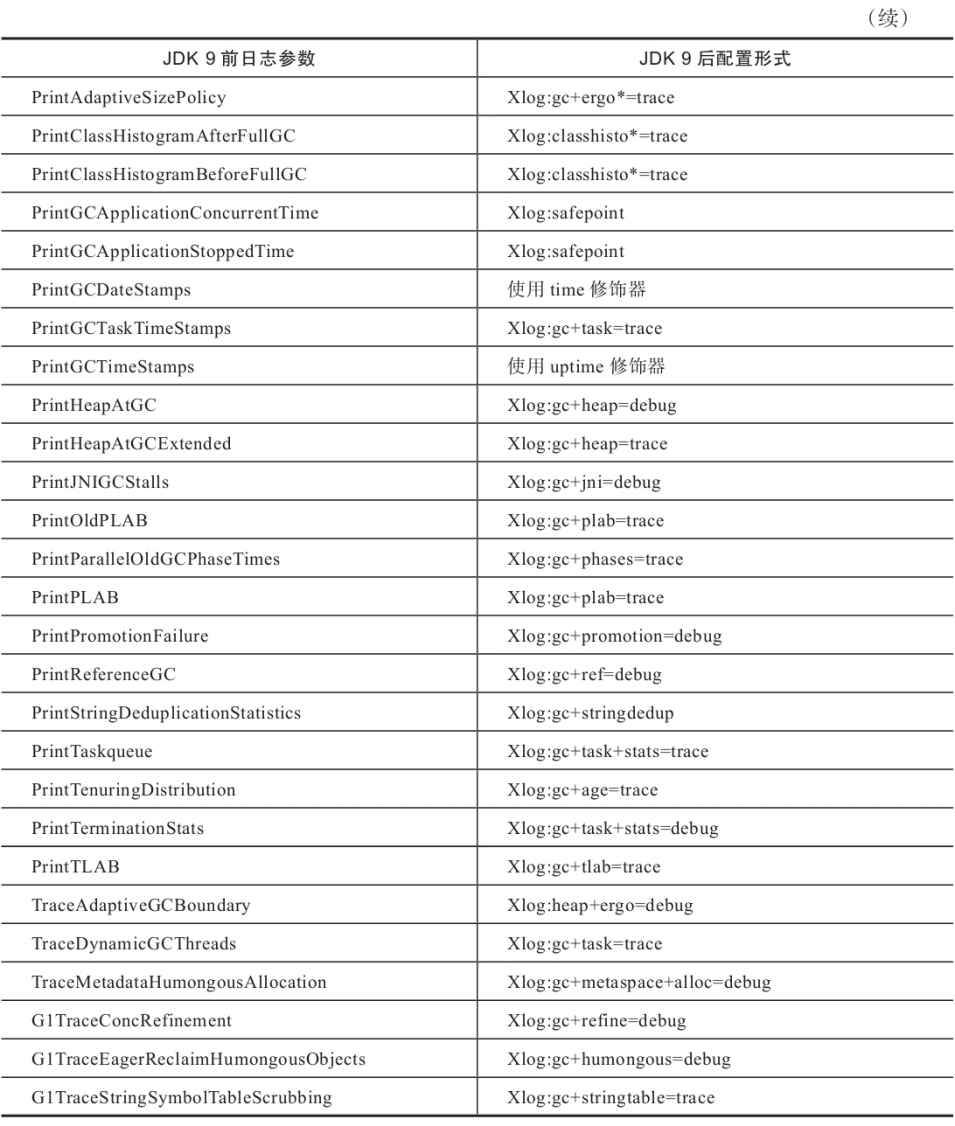 （续）
JDK 9 前日志参数 JDK 9 后配置形式
PrintAdaptiveSizePolicy Xlog:gc+ergo*=trace
PrintClassHistogramAfterFullGC Xlog:classhisto*=trace
PrintClassHistogramBeforeFullGC Xlog:classhisto*=trace
PrintGCApplicationConcurrentTime Xlog:safepoint
PrintGCApplicationStoppedTime Xlog:safepoint
PrintGCDateStamps 使用 time 修饰器
PrintGCTaskTimeStamps Xlog:gc+task=trace
PrintGCTimeStamps 使用 uptime 修饰器
PrintHeapAtGC Xlog:gc+heap=debug
PrintHeapAtGCExtended Xlog:gc+heap=trace
PrintJNIGCStalls Xlog:gc+jni=debug
PrintOldPLAB Xlog:gc+plab=trace
PrintParallelOldGCPhaseTimes Xlog:gc+phases=trace
PrintPLAB Xlog:gc+plab=trace
PrintPromotionFailure Xlog:gc+promotion=debug
PrintReferenceGC Xlog:gc+ref=debug
PrintStringDeduplicationStatistics Xlog:gc+stringdedup
PrintTaskqueue Xlog:gc+task+stats=trace
PrintTenuringDistribution Xlog:gc+age=trace
PrintTerminationStats Xlog:gc+task+stats=debug
PrintTLAB Xlog:gc+tlab=trace
TraceAdaptiveGCBoundary Xlog:heap+ergo=debug
TraceDynamicGCThreads Xlog:gc+task=trace
TraceMetadataHumongousAllocation Xlog:gc+metaspace+alloc=debug
G1TraceConcRefinement Xlog:gc+refine=debug
G1TraceEagerReclaimHumongousObjects Xlog:gc+humongous=debug
G1TraceStringSymbolTableScrubbing Xlog:gc+stringtable=trace